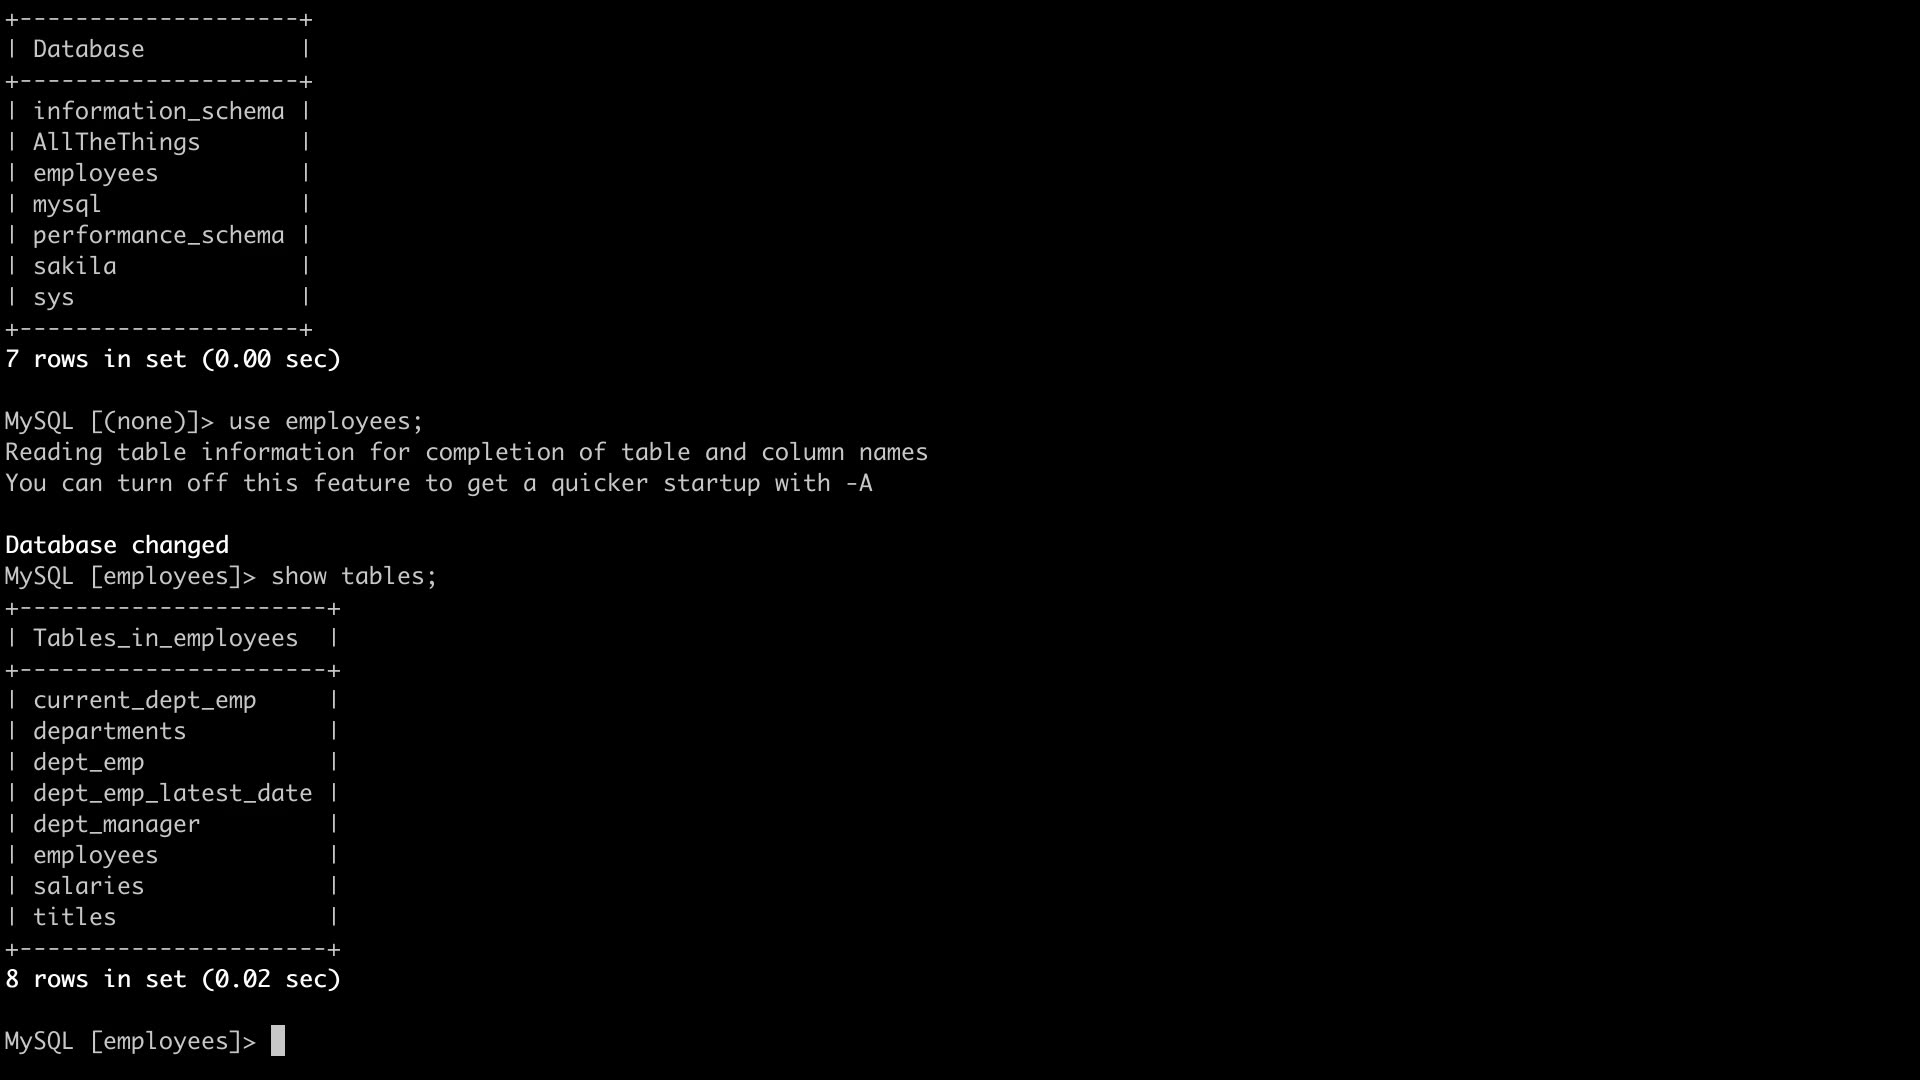 +--------------------+
| Database           |
+--------------------+
| information_schema |
| AllTheThings       |
| employees          |
| mysql              |
| performance_schema |
| sakila             |
| sys                |
+--------------------+
7 rows in set (0.00 sec)

MySQL [(none)]> use employees;
Reading table information for completion of table and column names
You can turn off this feature to get a quicker startup with -A

Database changed
MySQL [employees]> show tables;
+----------------------+
| Tables_in_employees  |
+----------------------+
| current_dept_emp     |
| departments          |
| dept_emp             |
| dept_emp_latest_date |
| dept_manager         |
| employees            |
| salaries             |
| titles               |
+----------------------+
8 rows in set (0.02 sec)

MySQL [employees]>